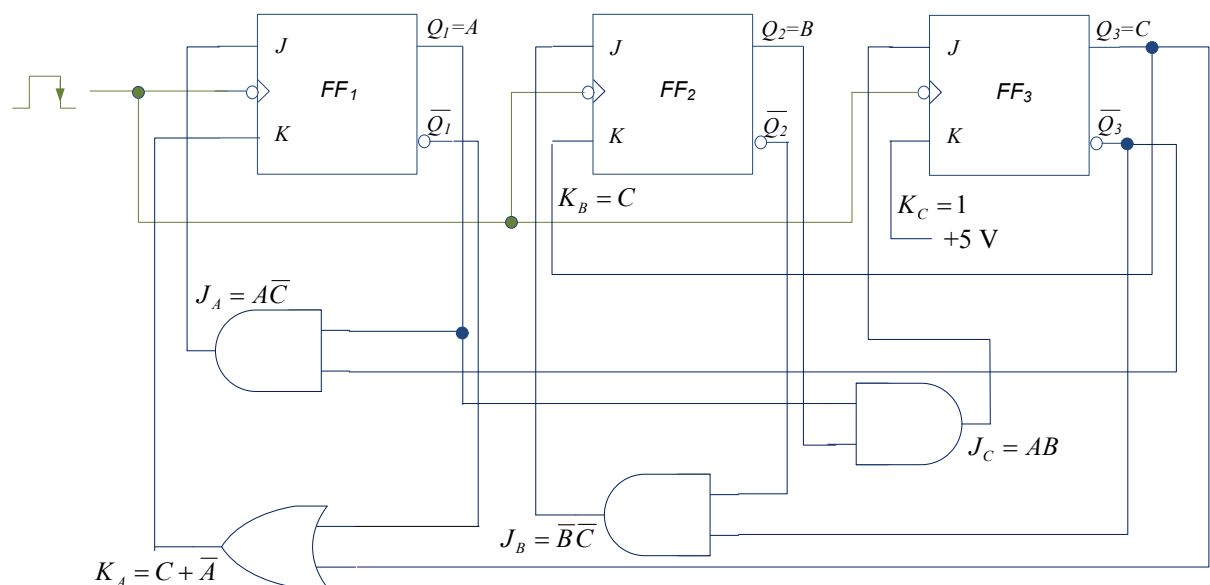 Q₁=A
Q₂=B
Q₃=C
J
FF₁
J
FF₂
J
FF₃
K
Q̅₁
K
Q̅₂
K
Q̅₃
K_B = C
K_C = 1
+5 V
J_A = AC̅
J_C = AB
J_B = B̅C̅
K_A = C + A̅